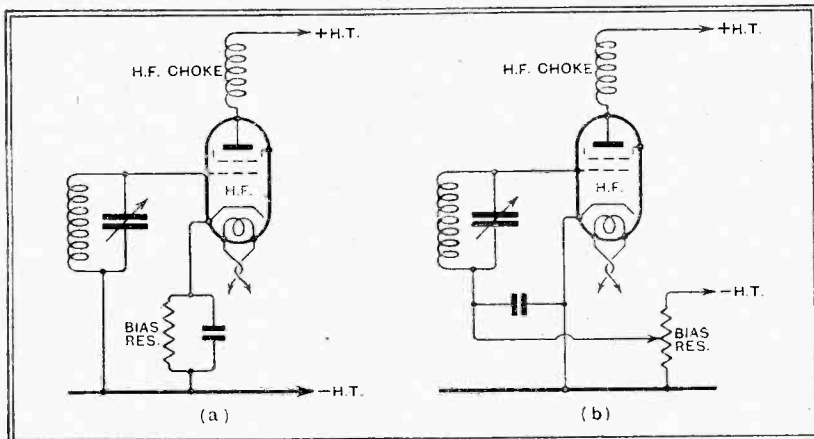 +H.T.
H.F. CHOKE
H.F.
BIAS
RES.
-H.T.
(a)
+H.T.
H.F. CHOKE
H.F.
-H.T.
BIAS
RES.
(b)